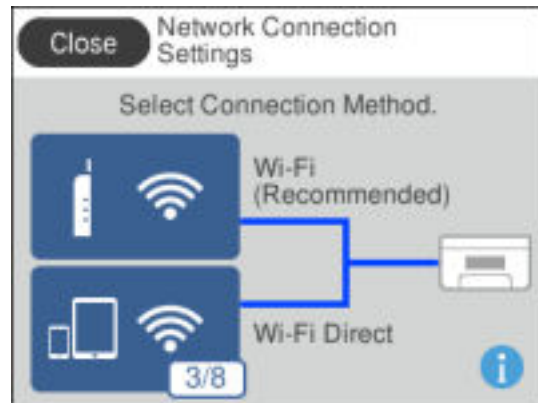 Close
Network Connection
Settings
Select Connection Method.
Wi-Fi
(Recommended)
Wi-Fi Direct
3/8
i